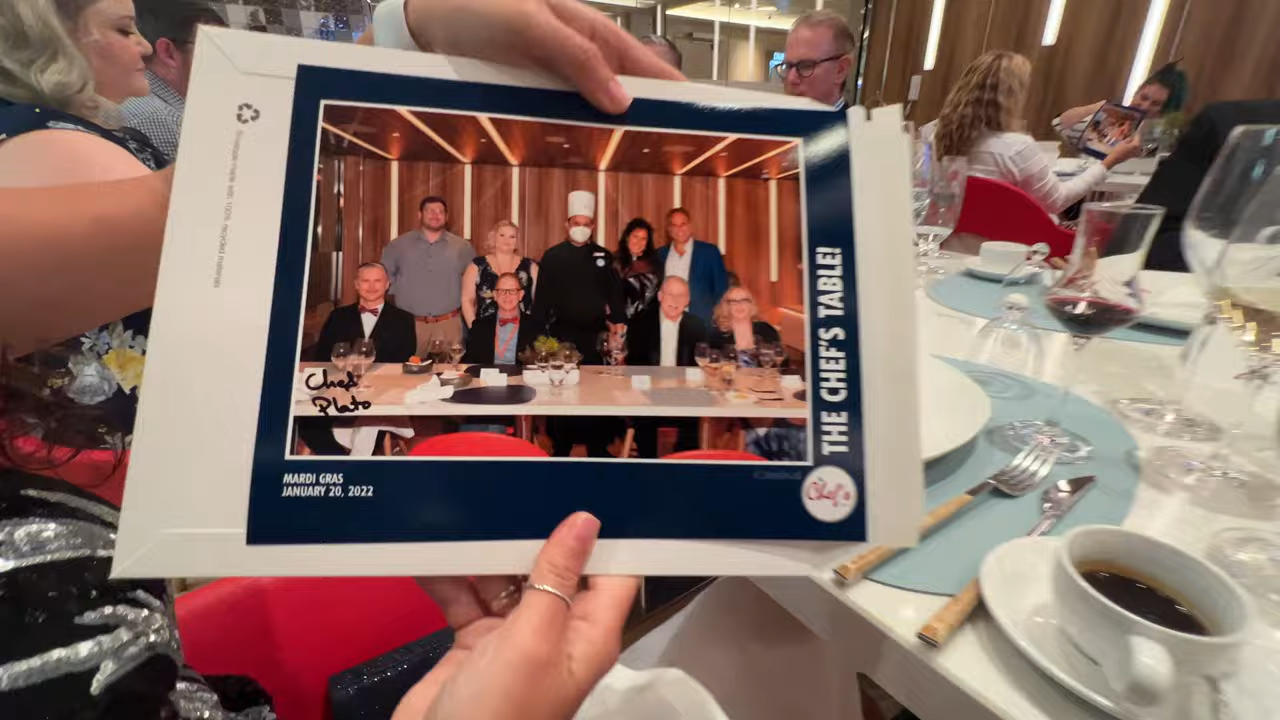 Chef
Plato
THE CHEF'S TABLE!
MARDI GRAS
JANUARY 20, 2022
Chef's